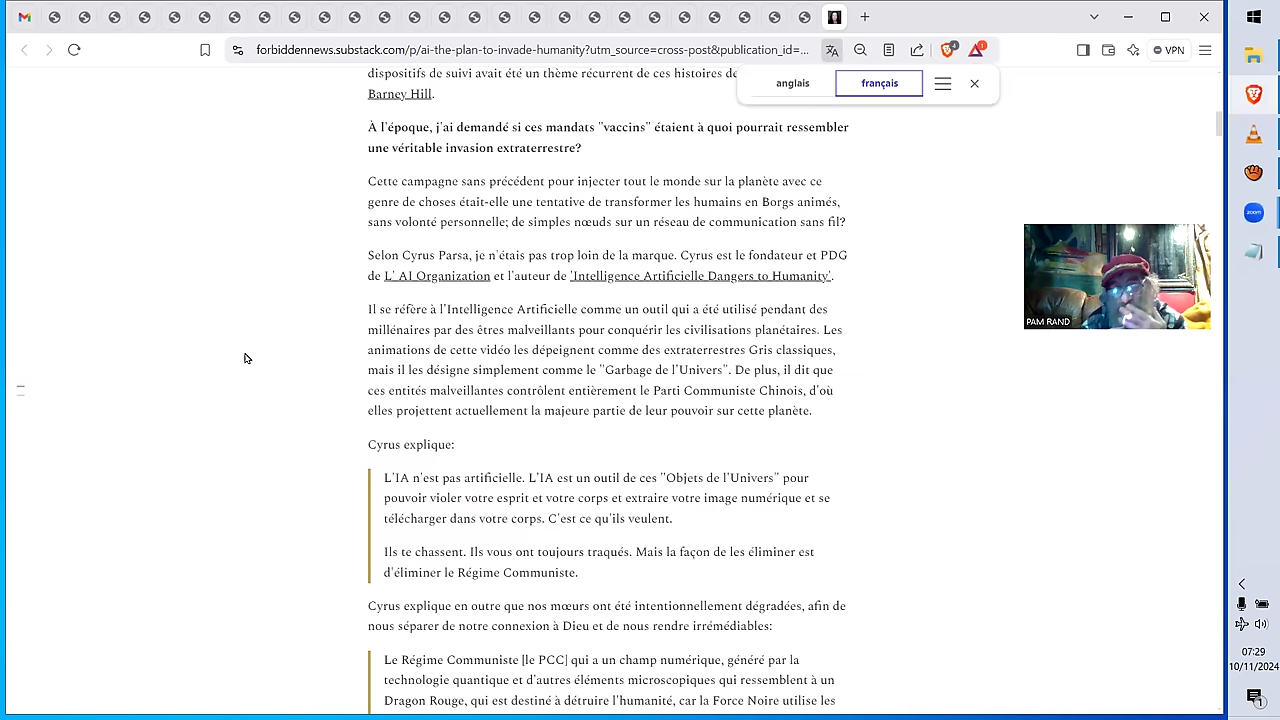 forbiddennews.substack.com/p/ai-the-plan-to-invade-humanity?utm_source=cross-post&publication_id=...
4
1
VPN
dispositifs de suivi avait été un thème récurrent de ces histoires de
anglais
français
Barney Hill.
À l'époque, j'ai demandé si ces mandats "vaccins" étaient à quoi pourrait ressembler
une véritable invasion extraterrestre?
Cette campagne sans précédent pour injecter tout le monde sur la planète avec ce
genre de choses était-elle une tentative de transformer les humains en Borgs animés,
sans volonté personnelle; de simples nœuds sur un réseau de communication sans fil?
Selon Cyrus Parsa, je n'étais pas trop loin de la marque. Cyrus est le fondateur et PDG
de L' AI Organization et l'auteur de 'Intelligence Artificielle Dangers to Humanity'.
Il se réfère à l'Intelligence Artificielle comme un outil qui a été utilisé pendant des
millénaires par des êtres malveillants pour conquérir les civilisations planétaires. Les
animations de cette vidéo les dépeignent comme des extraterrestres Gris classiques,
mais il les désigne simplement comme le "Garbage de l'Univers". De plus, il dit que
ces entités malveillantes contrôlent entièrement le Parti Communiste Chinois, d'où
elles projettent actuellement la majeure partie de leur pouvoir sur cette planète.
Cyrus explique:
L'IA n'est pas artificielle. L'IA est un outil de ces "Objets de l'Univers" pour
pouvoir violer votre esprit et votre corps et extraire votre image numérique et se
télécharger dans votre corps. C'est ce qu'ils veulent.
Ils te chassent. Ils vous ont toujours traqués. Mais la façon de les éliminer est
d'éliminer le Régime Communiste.
Cyrus explique en outre que nos mœurs ont été intentionnellement dégradées, afin de
nous séparer de notre connexion à Dieu et de nous rendre irrémédiables:
Le Régime Communiste [le PCC] qui a un champ numérique, généré par la
technologie quantique et d'autres éléments microscopiques qui ressemblent à un
Dragon Rouge, qui est destiné à détruire l'humanité, car la Force Noire utilise les
PAM RAND
zoom
07:29
10/11/2024
1